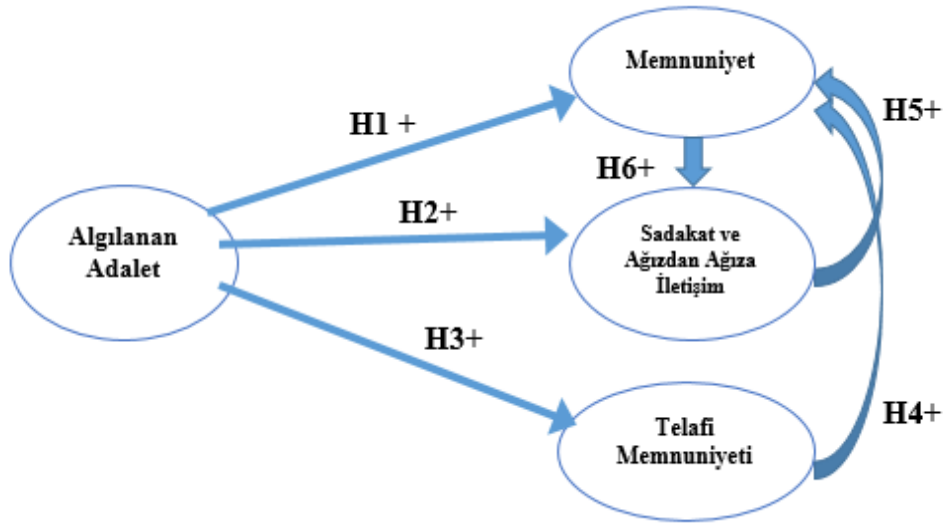 Memnuniyet
H5+
H1 +
H6+
H2+
Algılanan
Adalet
Sadakat ve
Ağızdan Ağıza
İletişim
H3+
H4+
Telafi
Memnuniyeti